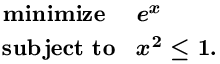 minimize e^x
subject to x^2 ≤ 1.